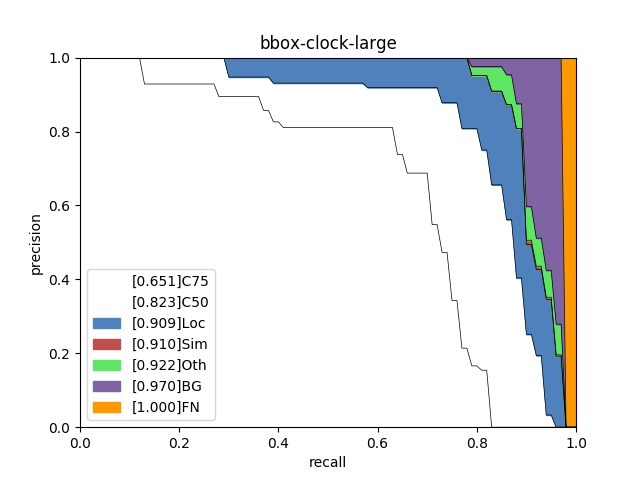 bbox-clock-large
precision
1.0
0.8
0.6
0.4
0.2
0.0
[0.651]C75
[0.823]C50
[0.909]Loc
[0.910]Sim
[0.922]Oth
[0.970]BG
[1.000]FN
0.0 0.2 0.4 0.6 0.8 1.0
recall